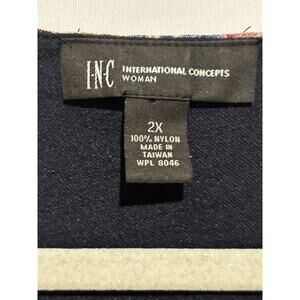 I·N·C INTERNATIONAL CONCEPTS
WOMAN
2X
100% NYLON
MADE IN
TAIWAN
WPL 8046